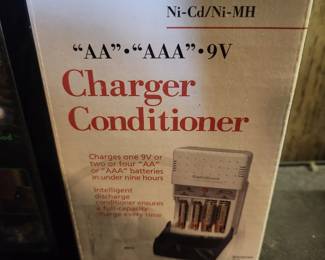 Ni-Cd/Ni-MH
“AA”•“AAA”•9V
Charger
Conditioner
Charges one 9V or
two or four “AA”
or “AAA” batteries
in under nine hours
Intelligent
discharge
conditioner ensures
a full-capacity
charge every time